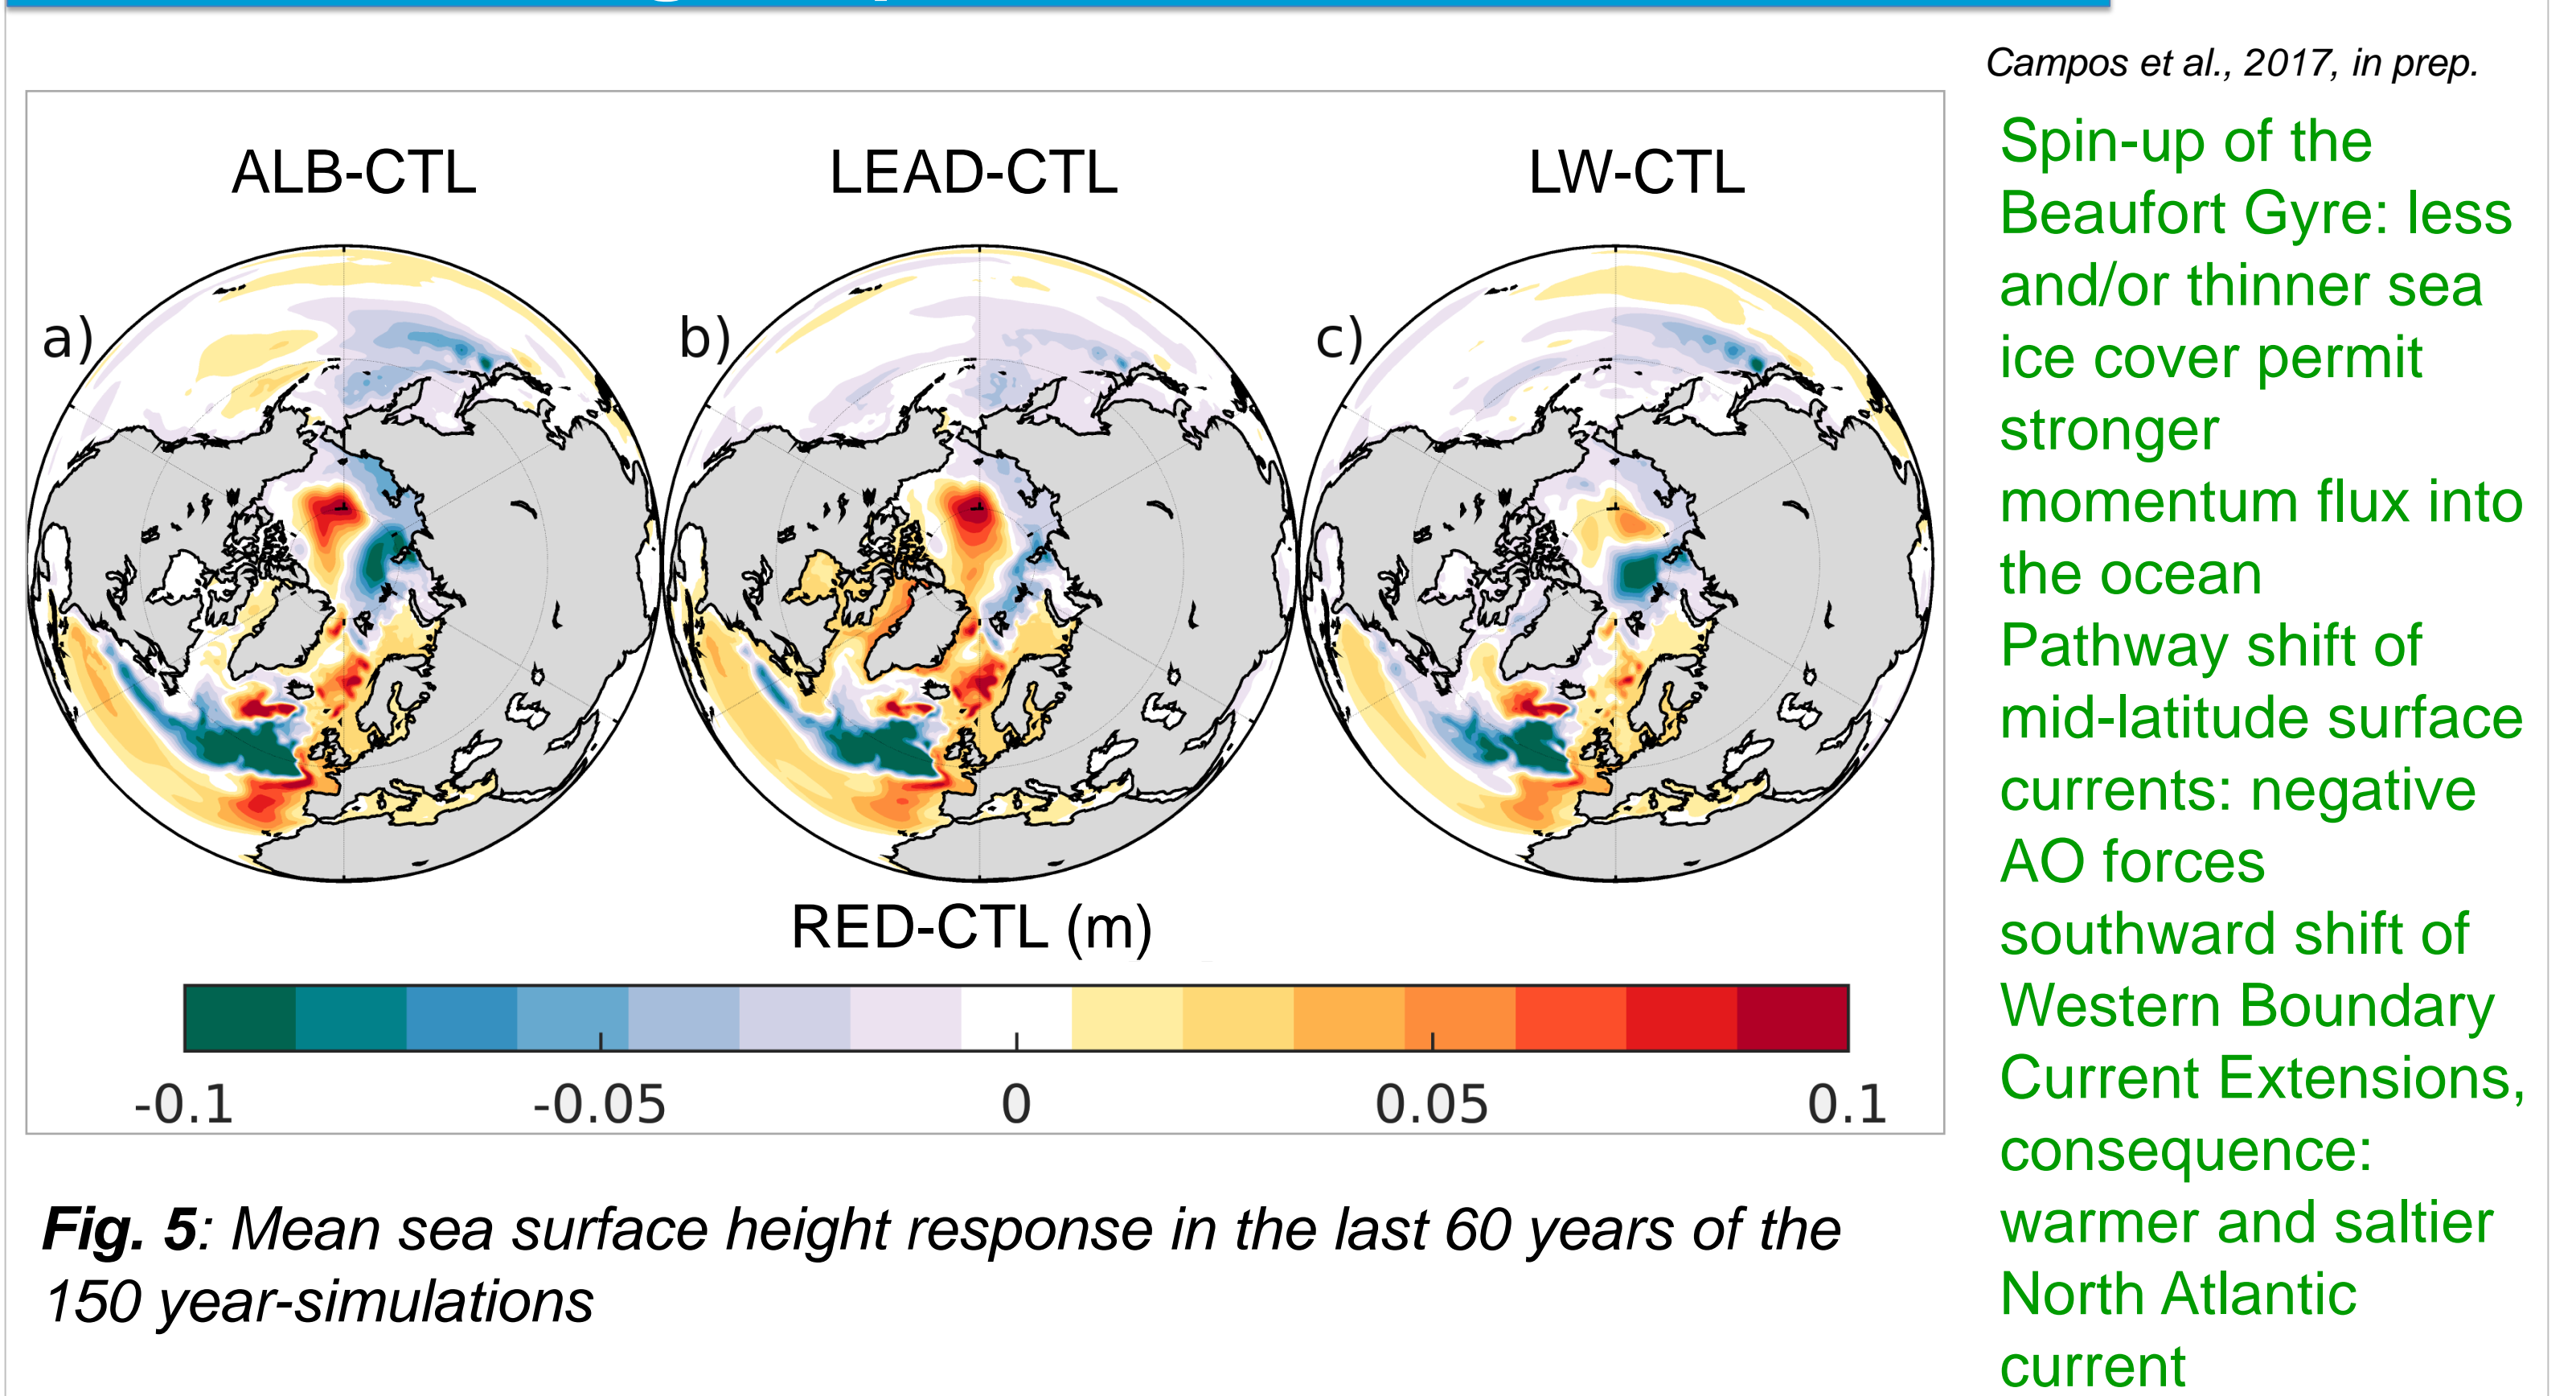 Campos et al., 2017, in prep.
ALB-CTL
LEAD-CTL
LW-CTL
a)
b)
c)
RED-CTL (m)
-0.1
-0.05
0
0.05
0.1
Fig. 5: Mean sea surface height response in the last 60 years of the
150 year-simulations
Spin-up of the
Beaufort Gyre: less
and/or thinner sea
ice cover permit
stronger
momentum flux into
the ocean
Pathway shift of
mid-latitude surface
currents: negative
AO forces
southward shift of
Western Boundary
Current Extensions,
consequence:
warmer and saltier
North Atlantic
current